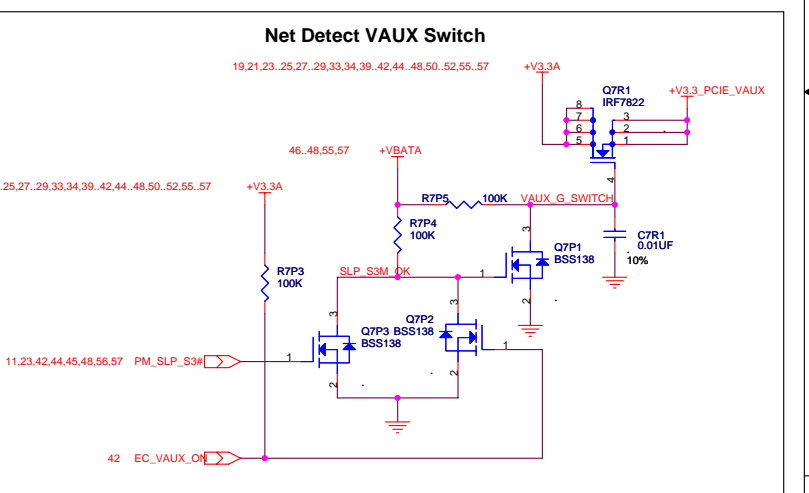 Net Detect VAUX Switch
19,21,23..25,27..29,33,34,39..42,44..48,50..52,55..57 +V3.3A
Q7R1
IRF7822
+V3.3_PCIE_VAUX
8
7
6
5
3
2
1
4
46..48,55,57 +VBATA
.25,27..29,33,34,39..42,44..48,50..52,55..57 +V3.3A
R7P5 100K VAUX_G_SWITCH
R7P4
100K
C7R1
0.01UF
10%
3
Q7P1
BSS138
1
2
R7P3
100K
SLP_S3M_OK
3
Q7P3
BSS138
1
2
3
Q7P2
BSS138
1
2
11,23,42,44,45,48,56,57 PM_SLP_S3#
42 EC_VAUX_ON